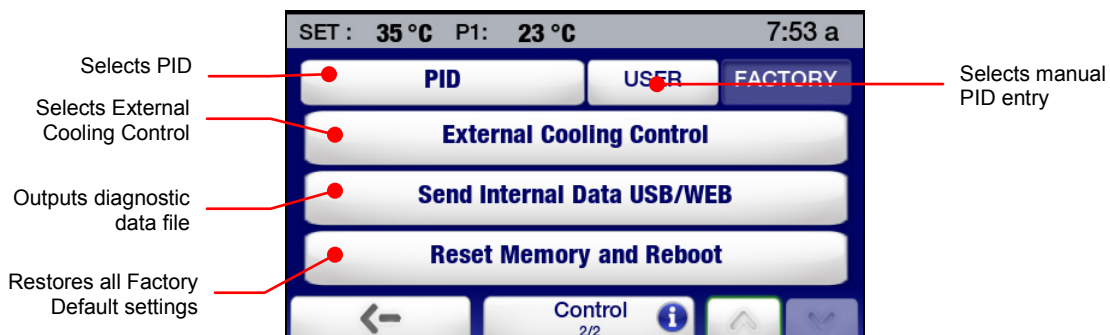 SET : 35 °C P1: 23 °C 7:53 a
Selects PID
PID USER FACTORY
Selects manual
PID entry
Selects External
Cooling Control
External Cooling Control
Outputs diagnostic
data file
Send Internal Data USB/WEB
Restores all Factory
Default settings
Reset Memory and Reboot
Control
2/2